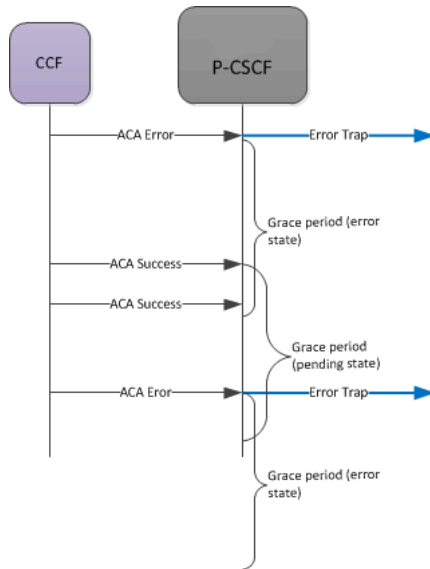 CCF
P-CSCF
ACA Error
Error Trap
Grace period (error
state)
ACA Success
ACA Success
Grace period
(pending state)
ACA Eror
Error Trap
Grace period (error
state)